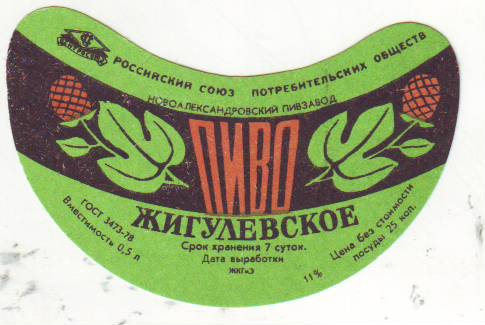 РОССИЙСКИЙ СОЮЗ ПОТРЕБИТЕЛЬСКИХ ОБЩЕСТВ
НОВОАЛЕКСАНДРОВСКИЙ ПИВЗАВОД
ПИВО
ЖИГУЛЕВСКОЕ
ГОСТ 3473-78
Вместимость 0,5 л
Срок хранения 7 суток.
Дата выработки
11%
Цена без стоимости
посуды 25 коп.